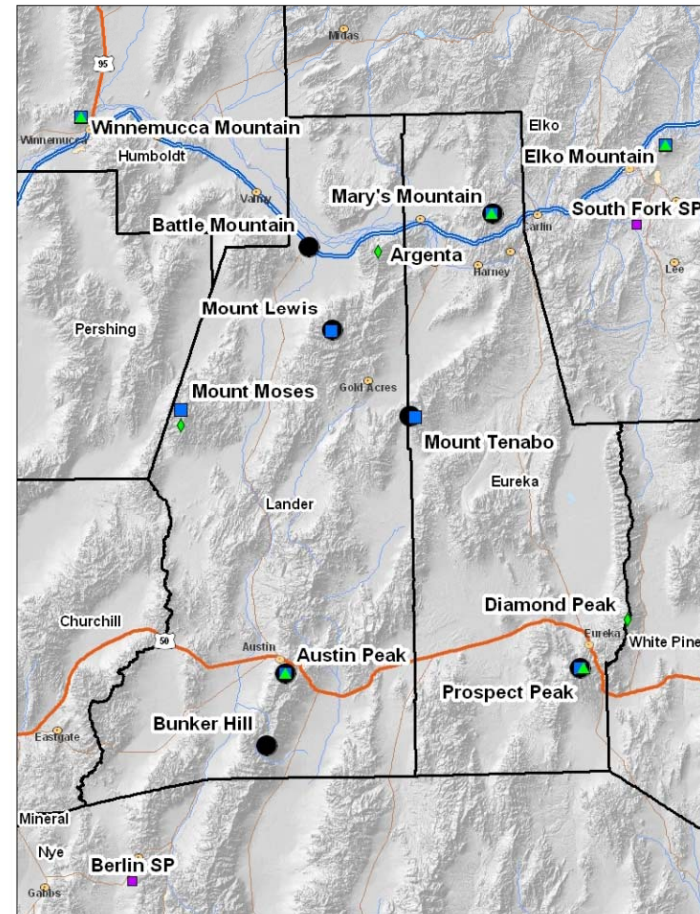 Midas
95
Winnemucca Mountain
Winnemucca
Elko
Humboldt
Elko Mountain
Mary's Mountain
Valmy
South Fork SP
Battle Mountain
Carlin
Argenta
Harney
Lee
Mount Lewis
Pershing
Gold Acres
Mount Moses
Mount Tenabo
Eureka
Lander
Diamond Peak
Churchill
50
Eureka
White Pine
Austin
Austin Peak
Prospect Peak
Bunker Hill
Eastgate
Mineral
Nye
Berlin SP
Gabbs